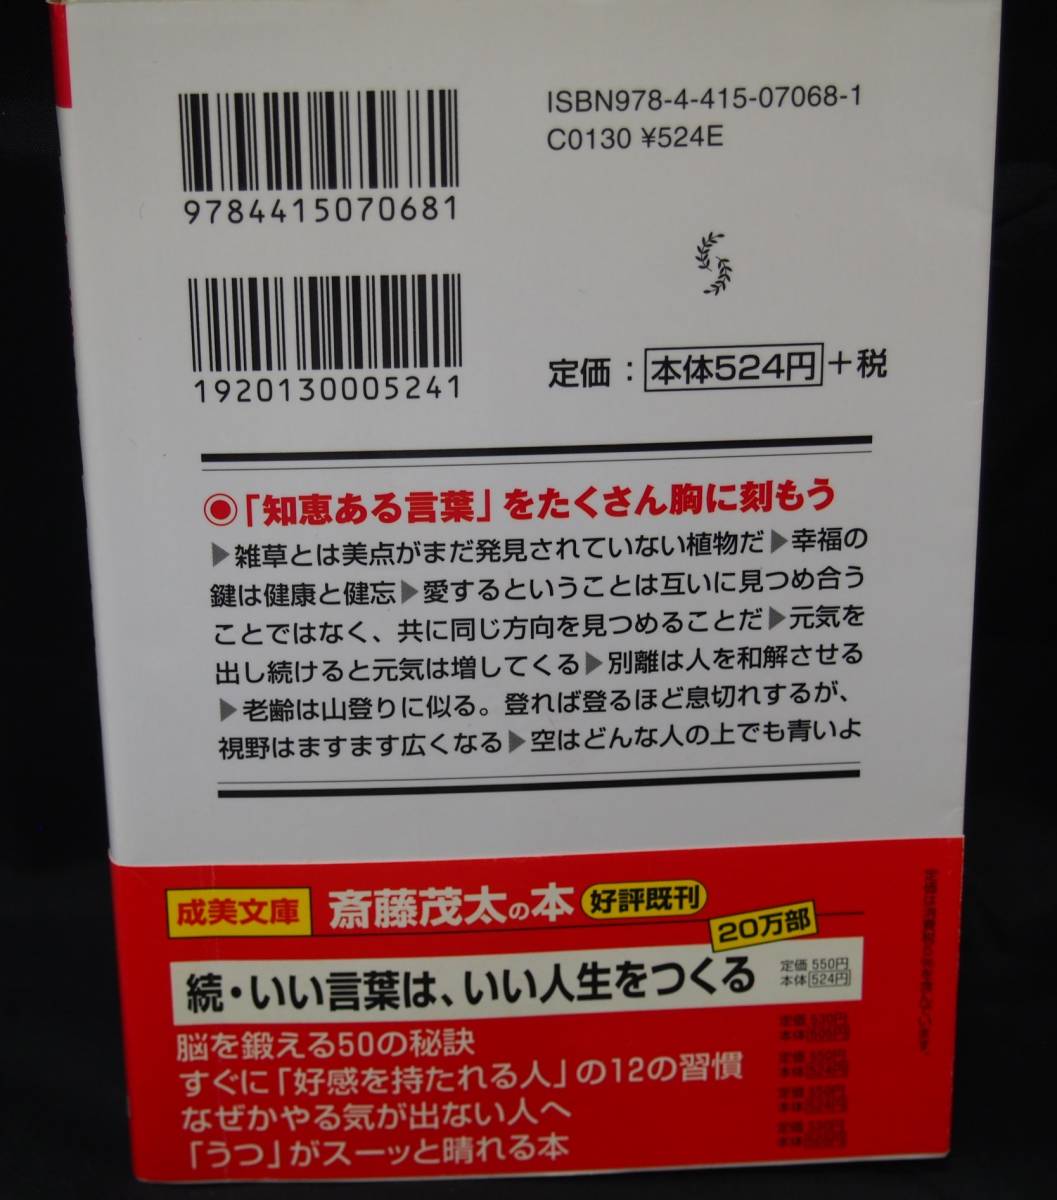 9784415070681
ISBN978-4-415-07068-1
C0130 ¥524E
1920130005241
定価：本体524円＋税
◉「知恵ある言葉」をたくさん胸に刻もう
▶雑草とは美点がまだ発見されていない植物だ▶幸福の
鍵は健康と健忘▶愛するということは互いに見つめ合う
ことではなく、共に同じ方向を見つめることだ▶元気を
出し続けると元気は増してくる▶別離は人を和解させる
▶老齢は山登りに似る。登れば登るほど息切れするが、
視野はますます広くなる▶空はどんな人の上でも青いよ
成美文庫 斎藤茂太の本 好評既刊
20万部
続・いい言葉は、いい人生をつくる 定価 550円
本体 524円
脳を鍛える50の秘訣
すぐに「好感を持たれる人」の12の習慣
なぜかやる気が出ない人へ
「うつ」がスーッと晴れる本